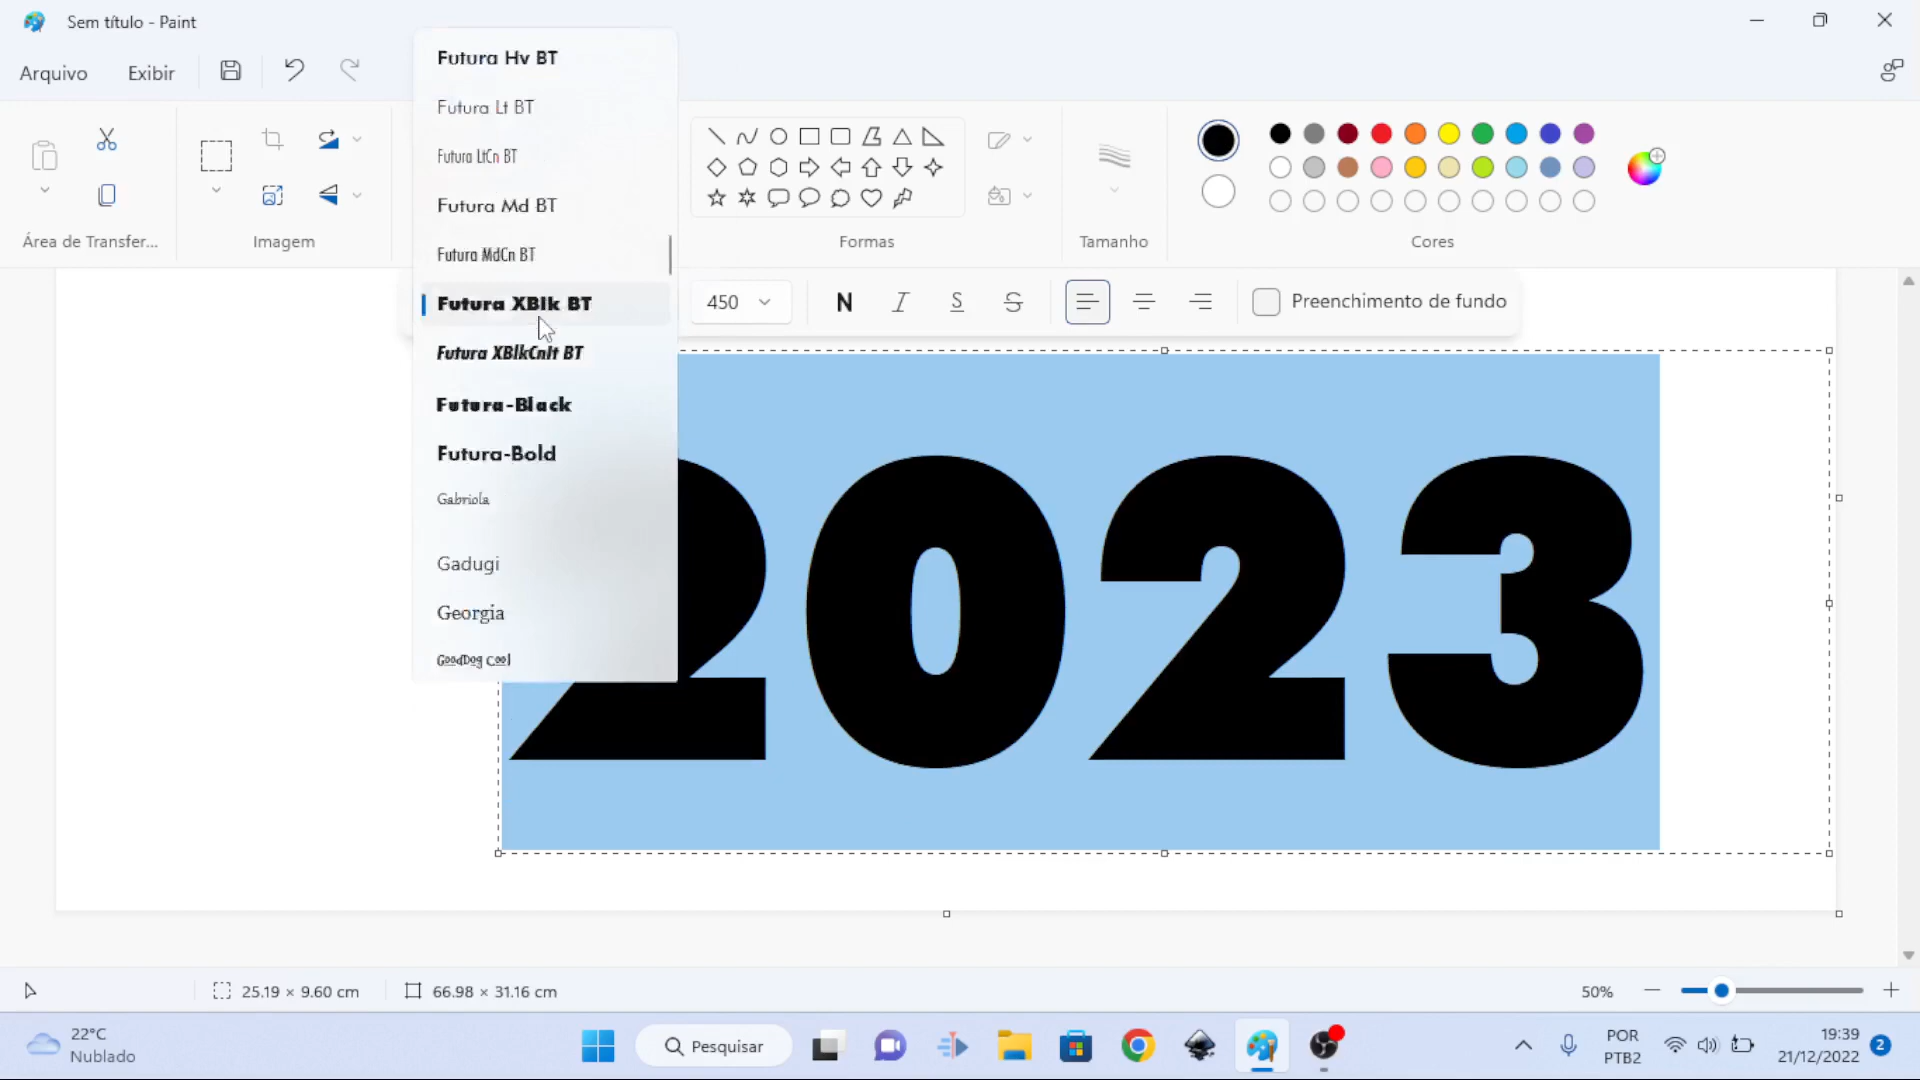 Sem título - Paint
Arquivo Exibir
Área de Transfer...
Imagem
Formas
Tamanho
Cores
Futura Hv BT
Futura Lt BT
Futura LtCn BT
Futura Md BT
Futura MdCn BT
Futura XBlk BT
Futura XBlkCnIt BT
Futura-Black
Futura-Bold
Gabriola
Gadugi
Georgia
GoodDog Cool
450 N I S S Preenchimento de fundo
2023
25.19 × 9.60 cm 66.98 × 31.16 cm 50%
22°C
Nublado
Pesquisar
POR
PTB2
19:39
21/12/2022
2